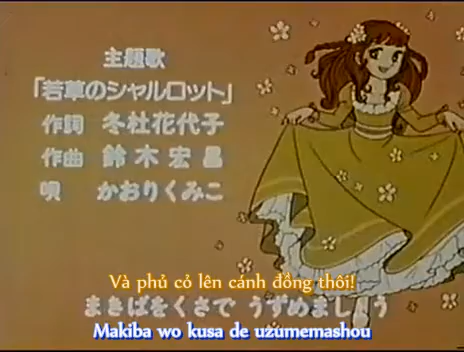 主題歌
「若草のシャルロット」
作詞 冬杜花代子
作曲 鈴木宏昌
唄 かおりくみこ
Và phủ cỏ lên cánh đồng thôi!
まきばをくさで うずめましょう
Makiba wo kusa de uzumemashou